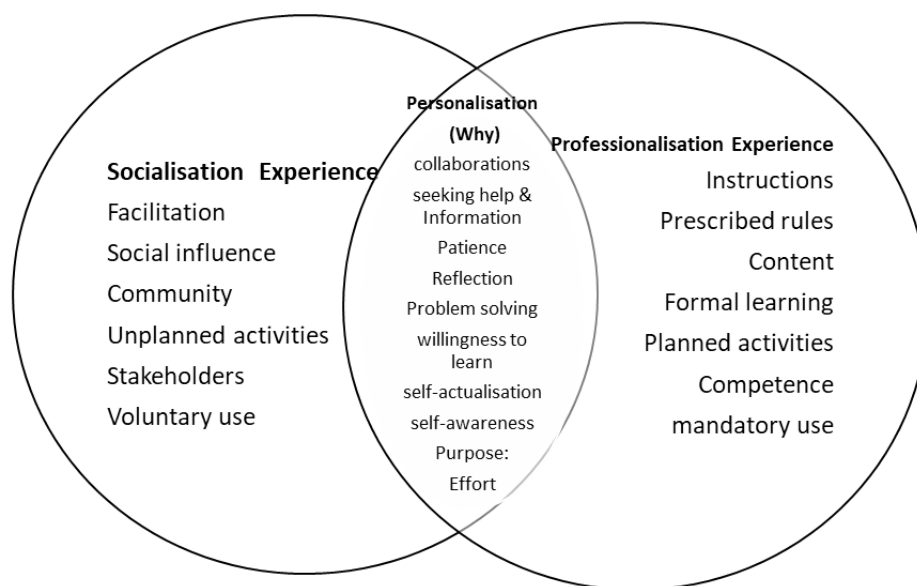 Socialisation Experience
Facilitation
Social influence
Community
Unplanned activities
Stakeholders
Voluntary use
Personalisation
(Why)
collaborations
seeking help &
Information
Patience
Reflection
Problem solving
willingness to
learn
self-actualisation
self-awareness
Purpose:
Effort
Professionalisation Experience
Instructions
Prescribed rules
Content
Formal learning
Planned activities
Competence
mandatory use